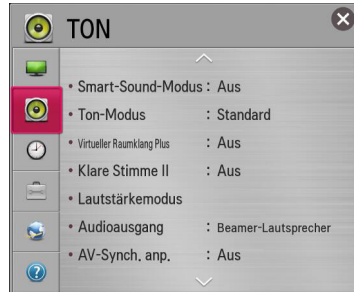 TON
• Smart-Sound-Modus : Aus
• Ton-Modus : Standard
• Virtueller Raumklang Plus : Aus
• Klare Stimme II : Aus
• Lautstärkemodus
• Audioausgang : Beamer-Lautsprecher
• AV-Synch. anp. : Aus
?